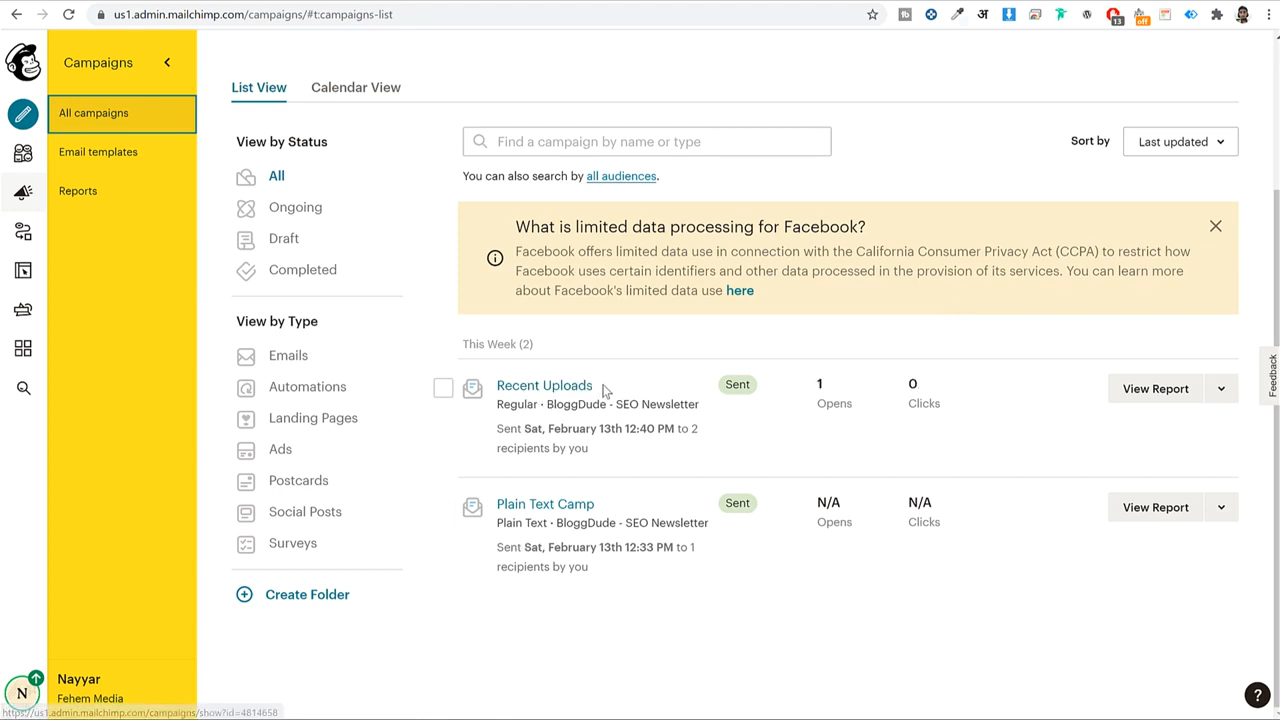 us1.admin.mailchimp.com/campaigns/#t:campaigns-list
fb
अ
W
13
off
Campaigns
All campaigns
Email templates
Reports
List View
Calendar View
View by Status
All
Ongoing
Draft
Completed
View by Type
Emails
Automations
Landing Pages
Ads
Postcards
Social Posts
Surveys
Create Folder
Find a campaign by name or type
Sort by
Last updated
You can also search by all audiences.
What is limited data processing for Facebook?
Facebook offers limited data use in connection with the California Consumer Privacy Act (CCPA) to restrict how
Facebook uses certain identifiers and other data processed in the provision of its services. You can learn more
about Facebook's limited data use here
This Week (2)
Recent Uploads
Regular · BloggDude - SEO Newsletter
Sent Sat, February 13th 12:40 PM to 2
recipients by you
Sent
1
Opens
0
Clicks
View Report
Plain Text Camp
Plain Text · BloggDude - SEO Newsletter
Sent Sat, February 13th 12:33 PM to 1
recipients by you
Sent
N/A
Opens
N/A
Clicks
View Report
Feedback
N
Nayyar
Fehem Media
https://us1.admin.mailchimp.com/campaigns/show?id=4814658
?